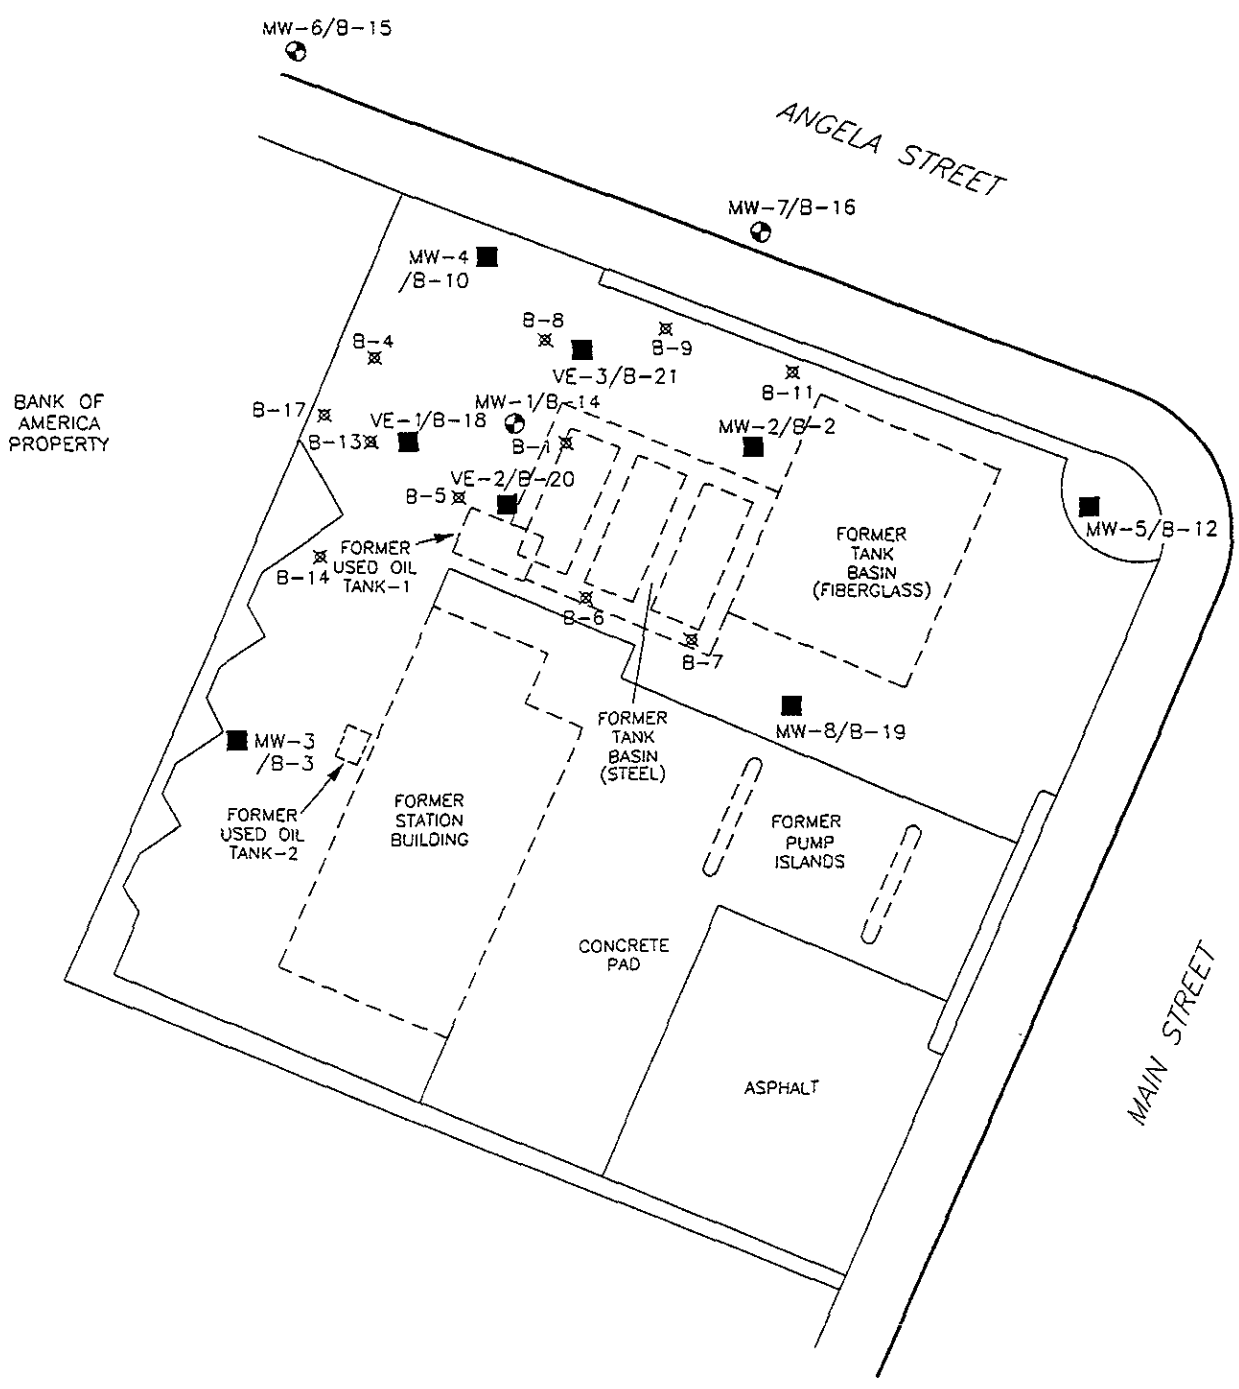 MW-6/B-15
ANGELA STREET
MW-7/B-16
MW-4
/B-10
B-8
B-9
B-4
VE-3/B-21
B-11
BANK OF
AMERICA
PROPERTY
B-17
VE-1/B-18
MW-1/B-14
B-13
B-1
MW-2/B-2
VE-2/B-20
B-5
MW-5/B-12
FORMER
TANK
BASIN
(FIBERGLASS)
FORMER
USED OIL
TANK-1
B-14
B-6
B-7
FORMER
TANK
BASIN
(STEEL)
MW-8/B-19
MW-3
/B-3
FORMER
USED OIL
TANK-2
FORMER
STATION
BUILDING
FORMER
PUMP
ISLANDS
CONCRETE
PAD
MAIN STREET
ASPHALT